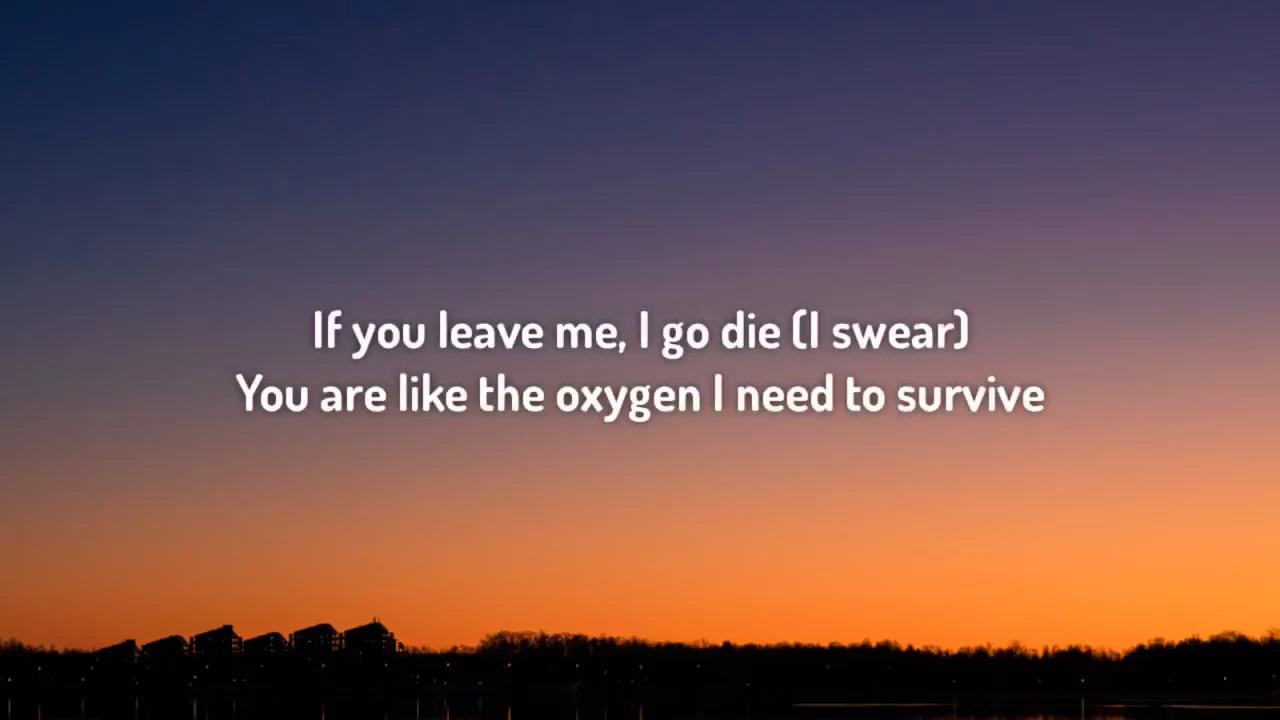 If you leave me, I go die (I swear)
You are like the oxygen I need to survive